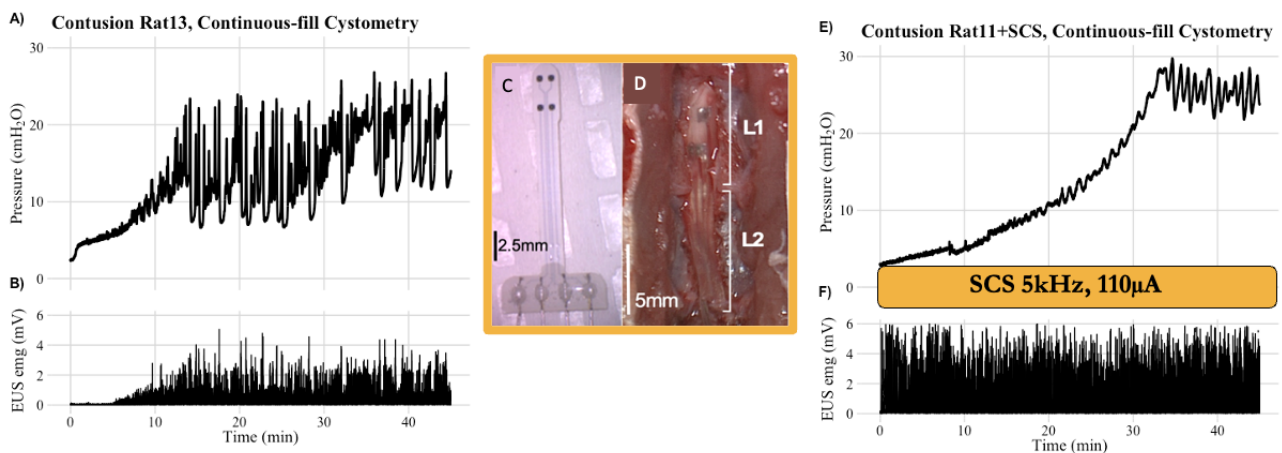 A)
Contusion Rat13, Continuous-fill Cystometry
30
20
10
0
Pressure (cmH₂O)
B)
6
4
2
0
EUS emg (mV)
0 10 20 30 40
Time (min)
C
2.5mm
D
L1
L2
5mm
E)
Contusion Rat11+SCS, Continuous-fill Cystometry
30
20
10
0
Pressure (cmH₂O)
SCS 5kHz, 110µA
F)
6
4
2
0
EUS emg (mV)
0 10 20 30 40
Time (min)